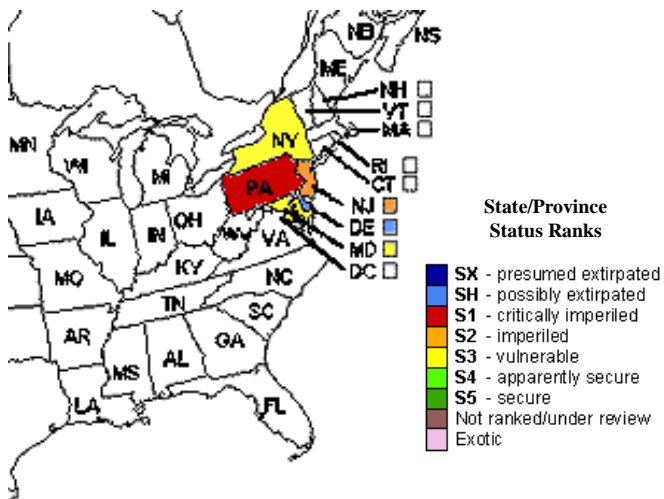 NB
NS
ME
NH
VT
MA
NY
MN
WI
MI
RI
CT
PA
NJ
IA
OH
DE
IL
IN
WV
VA
MD
DC
MO
KY
NC
TN
SC
AR
MS
AL
GA
LA
FL
State/Province
Status Ranks
SX - presumed extirpated
SH - possibly extirpated
S1 - critically imperiled
S2 - imperiled
S3 - vulnerable
S4 - apparently secure
S5 - secure
Not ranked/under review
Exotic